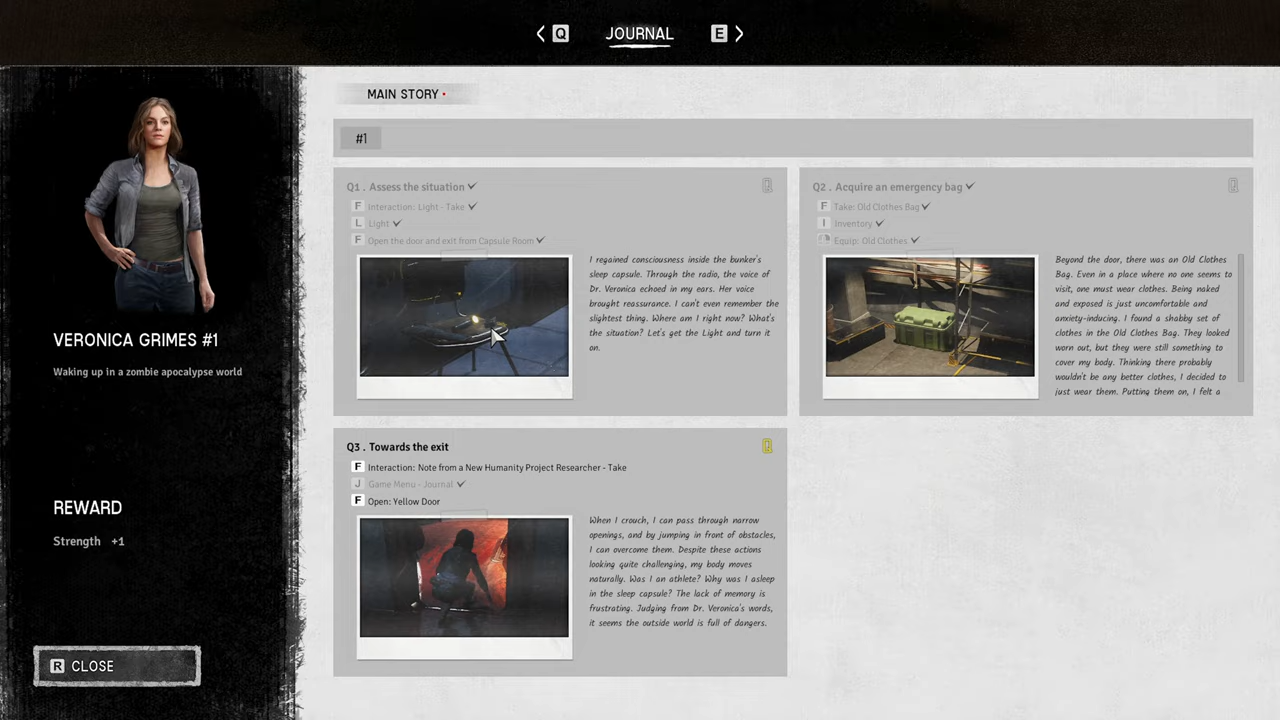 Q JOURNAL E
MAIN STORY
#1
VERONICA GRIMES #1
Waking up in a zombie apocalypse world
REWARD
Strength +1
R CLOSE
Q1 . Assess the situation
F Interaction: Light - Take
L Light
F Open the door and exit from Capsule Room
I regained consciousness inside the bunker's
sleep capsule. Through the radio, the voice of
Dr. Veronica echoed in my ears. Her voice
brought reassurance. I can't even remember the
slightest thing. Where am I right now? What's
the situation? Let's get the Light and turn it
on.
Q2 . Acquire an emergency bag
F Take: Old Clothes Bag
I Inventory
Equip: Old Clothes
Beyond the door, there was an Old Clothes
Bag. Even in a place where no one seems to
visit, one must wear clothes. Being naked
and exposed is just uncomfortable and
anxiety-inducing. I found a shabby set of
clothes in the Old Clothes Bag. They looked
worn out, but they were still something to
cover my body. Thinking there probably
wouldn't be any better clothes, I decided to
just wear them. Putting them on, I felt a
Q3 . Towards the exit
F Interaction: Note from a New Humanity Project Researcher - Take
J Game Menu - Journal
F Open: Yellow Door
When I crouch, I can pass through narrow
openings, and by jumping in front of obstacles,
I can overcome them. Despite these actions
looking quite challenging, my body moves
naturally. Was I an athlete? Why was I asleep
in the sleep capsule? The lack of memory is
frustrating. Judging from Dr. Veronica's words,
it seems the outside world is full of dangers.